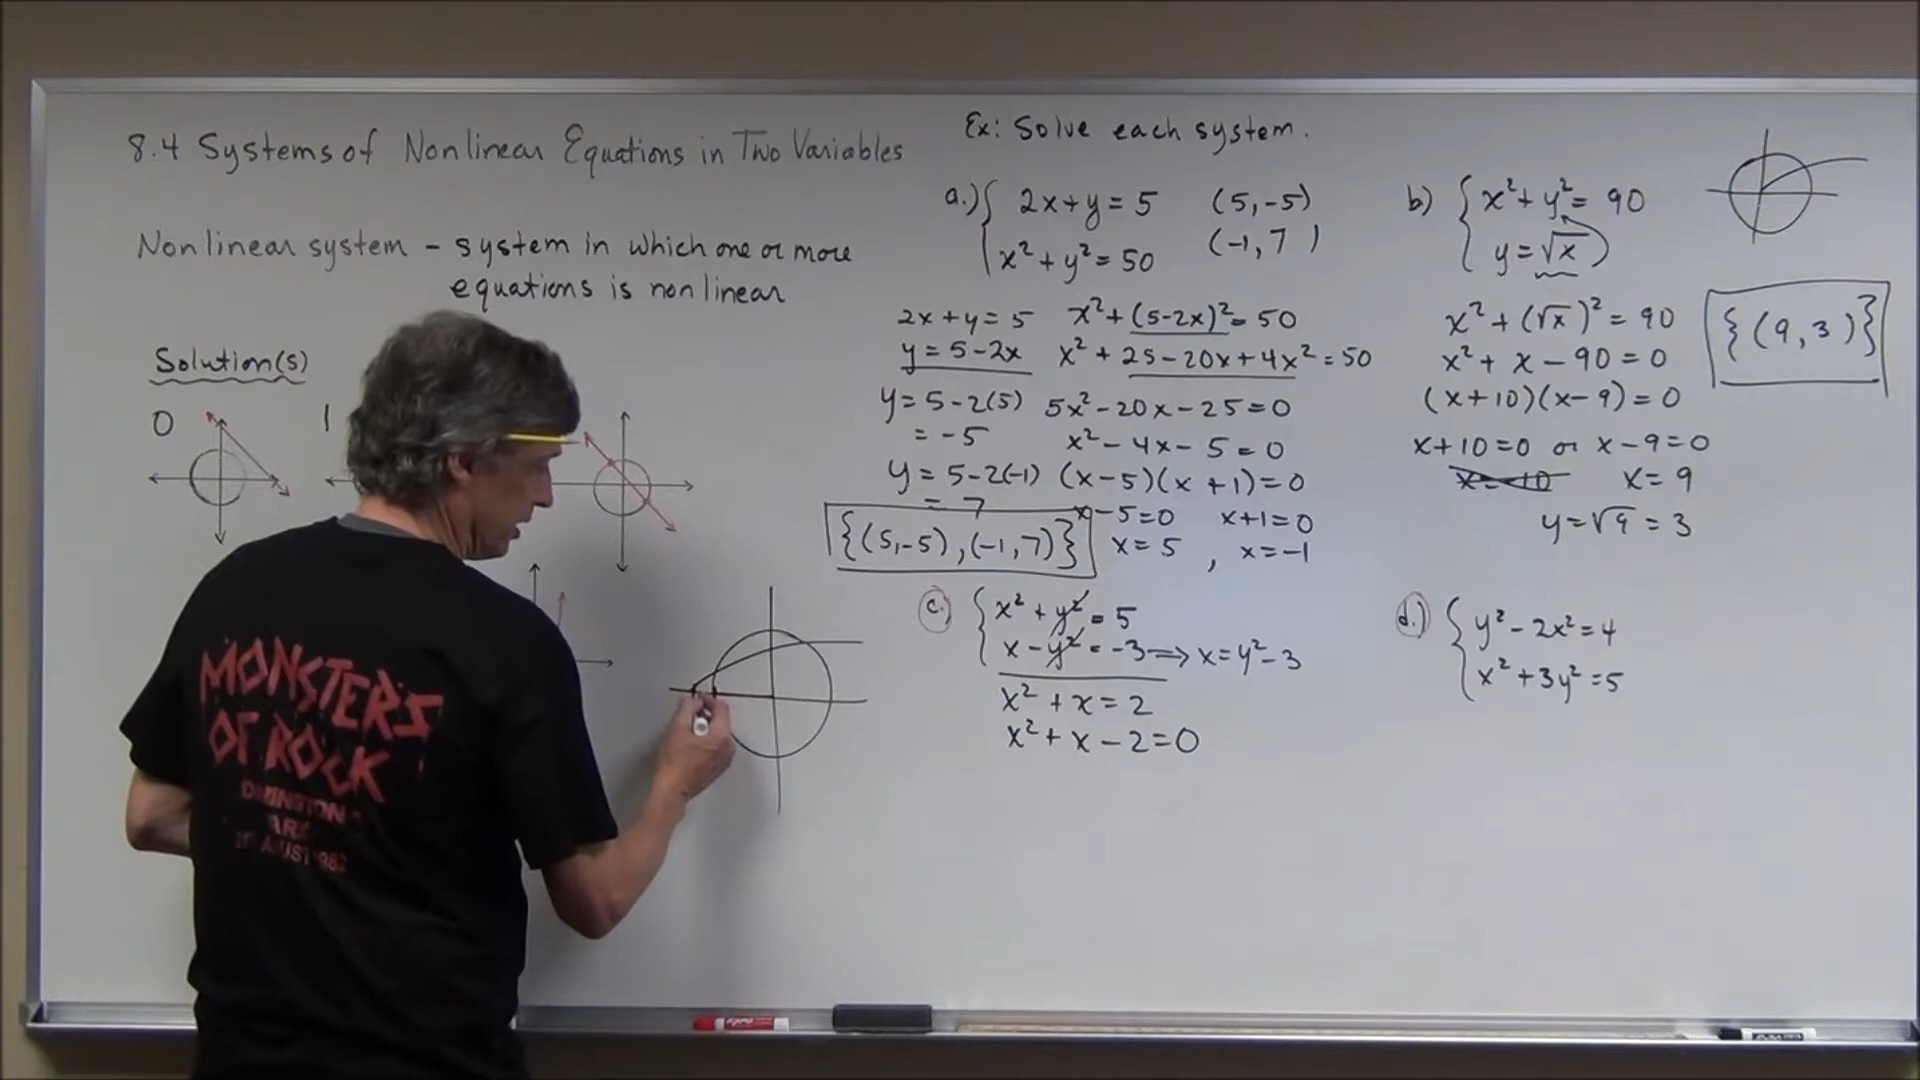 8.4 Systems of Nonlinear Equations in Two Variables
Nonlinear system - system in which one or more
equations is nonlinear
Solution(s)
0
1
MONSTERS
OF ROCK
Ex: Solve each system.
a.) { 2x+y=5 (5,-5)
x²+y²=50 (-1,7)
2x+y=5 x²+(5-2x)²=50
y=5-2x x²+25-20x+4x²=50
y=5-2(5) 5x²-20x-25=0
=-5 x²-4x-5=0
y=5-2(-1) (x-5)(x+1)=0
=7 x-5=0 x+1=0
{(5,-5),(-1,7)} x=5, x=-1
b) { x²+y²=90
y=√x
x²+(√x)²=90 {(9,3)}
x²+x-90=0
(x+10)(x-9)=0
x+10=0 or x-9=0
x=-10 x=9
y=√9=3
c.) { x²+y²=5
x-y²=-3 ⟹ x=y²-3
x²+x=2
x²+x-2=0
d.) { y²-2x²=4
x²+3y²=5